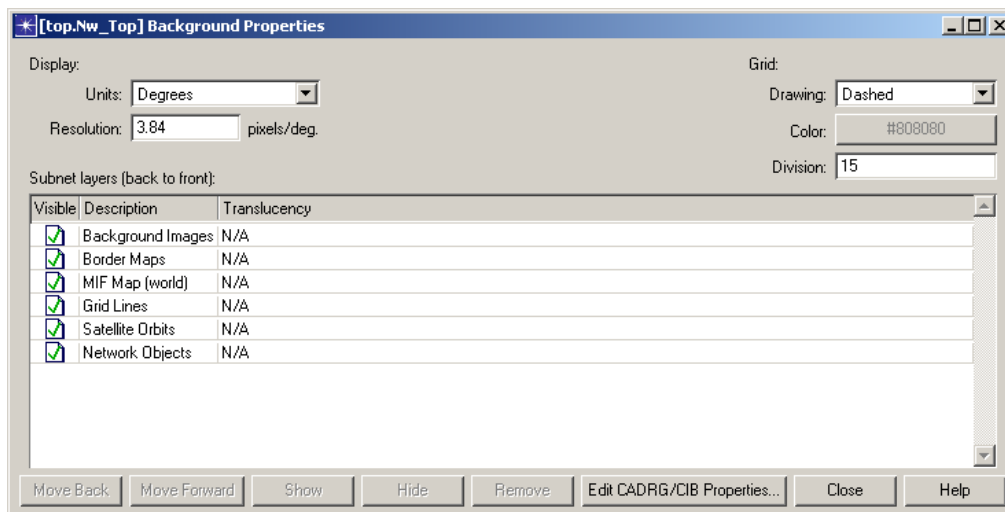 [top.Nw_Top] Background Properties
Display:
Grid:
Units: Degrees
Drawing: Dashed
Resolution: 3.84 pixels/deg.
Color: #808080
Division: 15
Subnet layers (back to front):
Visible Description Translucency
Background Images N/A
Border Maps N/A
MIF Map (world) N/A
Grid Lines N/A
Satellite Orbits N/A
Network Objects N/A
Move Back Move Forward Show Hide Remove Edit CADRG/CIB Properties... Close Help